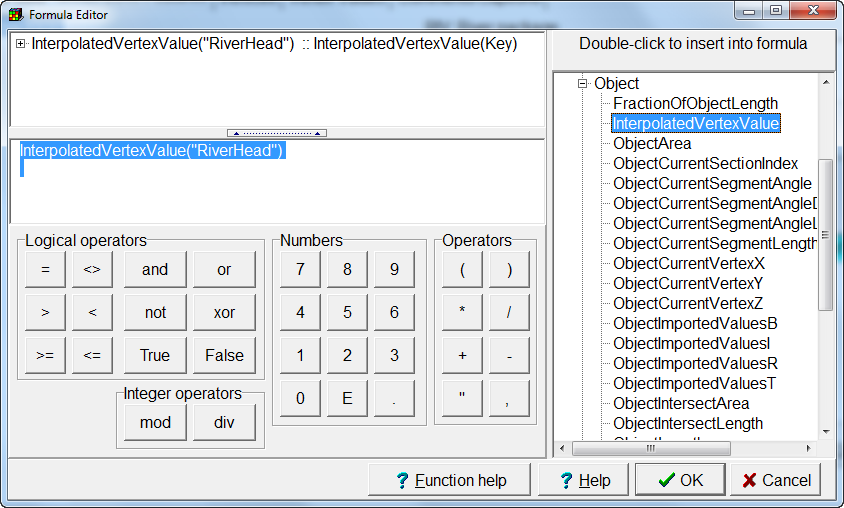 Formula Editor
InterpolatedVertexValue("RiverHead") :: InterpolatedVertexValue(Key)
InterpolatedVertexValue("RiverHead")
Logical operators
= <> and or
> < not xor
>= <= True False
Integer operators
mod div
Numbers
7 8 9
4 5 6
1 2 3
0 E .
Operators
( )
* /
+ -
" ,
Double-click to insert into formula
Object
FractionOfObjectLength
InterpolatedVertexValue
ObjectArea
ObjectCurrentSectionIndex
ObjectCurrentSegmentAngle
ObjectCurrentSegmentAngleD
ObjectCurrentSegmentAngleL
ObjectCurrentSegmentLength
ObjectCurrentVertexX
ObjectCurrentVertexY
ObjectCurrentVertexZ
ObjectImportedValuesB
ObjectImportedValuesI
ObjectImportedValuesR
ObjectImportedValuesT
ObjectIntersectArea
ObjectIntersectLength
? Function help ? Help OK Cancel